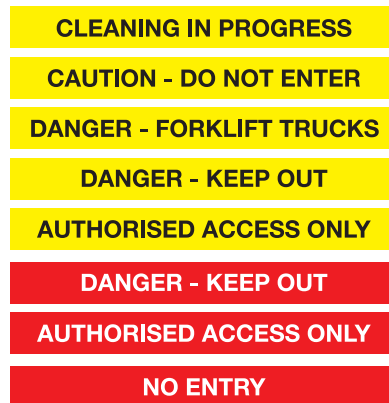 CLEANING IN PROGRESS
CAUTION - DO NOT ENTER
DANGER - FORKLIFT TRUCKS
DANGER - KEEP OUT
AUTHORISED ACCESS ONLY
DANGER - KEEP OUT
AUTHORISED ACCESS ONLY
NO ENTRY